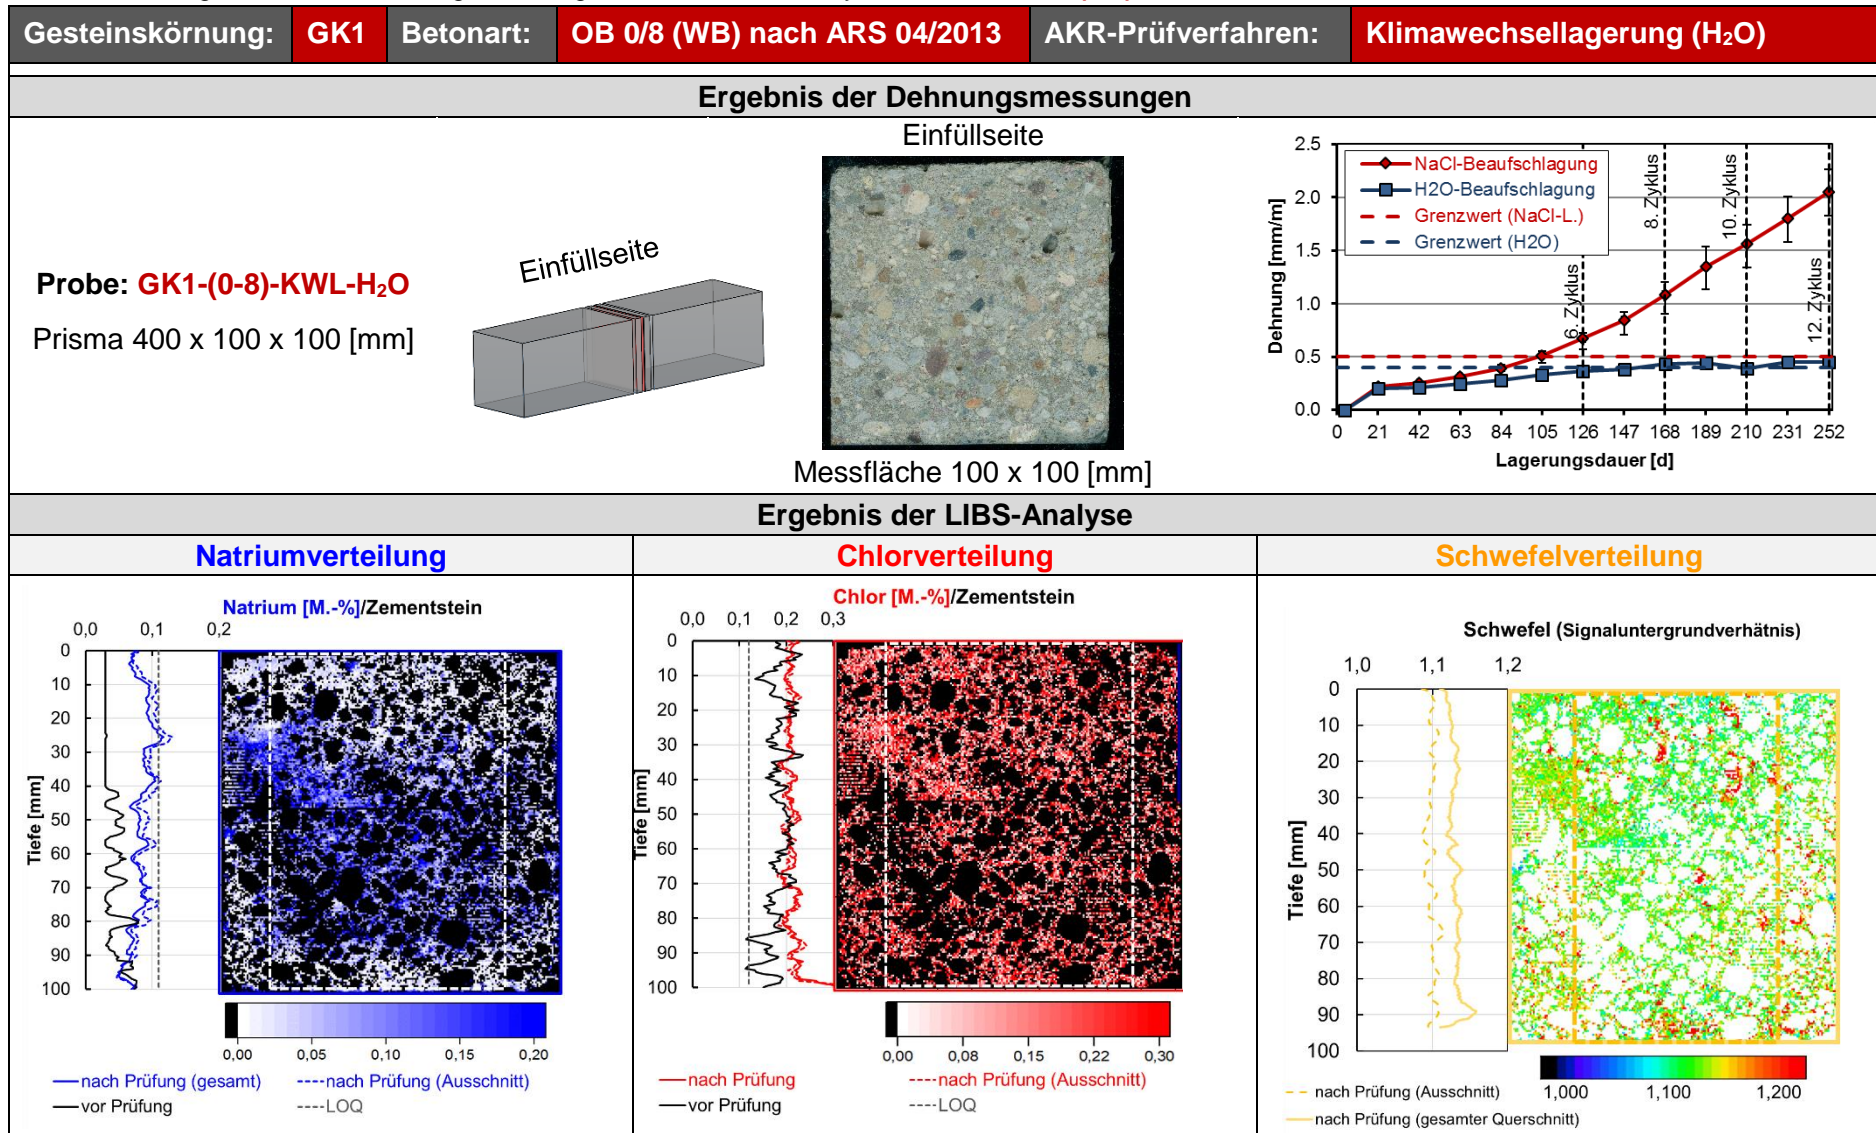 Gesteinskörnung: GK1 Betonart: OB 0/8 (WB) nach ARS 04/2013 AKR-Prüfverfahren: Klimawechsellagerung (H₂O)
Ergebnis der Dehnungsmessungen
Probe: GK1-(0-8)-KWL-H₂O
Prisma 400 x 100 x 100 [mm]
Einfüllseite
Einfüllseite
Messfläche 100 x 100 [mm]
Dehnung [mm/m]
2.5
2.0
1.5
1.0
0.5
0.0
NaCl-Beaufschlagung
H2O-Beaufschlagung
Grenzwert (NaCl-L.)
Grenzwert (H2O)
6. Zyklus
8. Zyklus
10. Zyklus
12. Zyklus
0 21 42 63 84 105 126 147 168 189 210 231 252
Lagerungsdauer [d]
Ergebnis der LIBS-Analyse
Natriumverteilung
Chlorverteilung
Schwefelverteilung
Natrium [M.-%]/Zementstein
0,0 0,1 0,2
Tiefe [mm]
0
10
20
30
40
50
60
70
80
90
100
0,00 0,05 0,10 0,15 0,20
nach Prüfung (gesamt) nach Prüfung (Ausschnitt)
vor Prüfung LOQ
Chlor [M.-%]/Zementstein
0,0 0,1 0,2 0,3
Tiefe [mm]
0
10
20
30
40
50
60
70
80
90
100
0,00 0,08 0,15 0,22 0,30
nach Prüfung nach Prüfung (Ausschnitt)
vor Prüfung LOQ
Schwefel (Signaluntergrundverhätnis)
1,0 1,1 1,2
Tiefe [mm]
0
10
20
30
40
50
60
70
80
90
100
1,000 1,100 1,200
nach Prüfung (Ausschnitt)
nach Prüfung (gesamter Querschnitt)